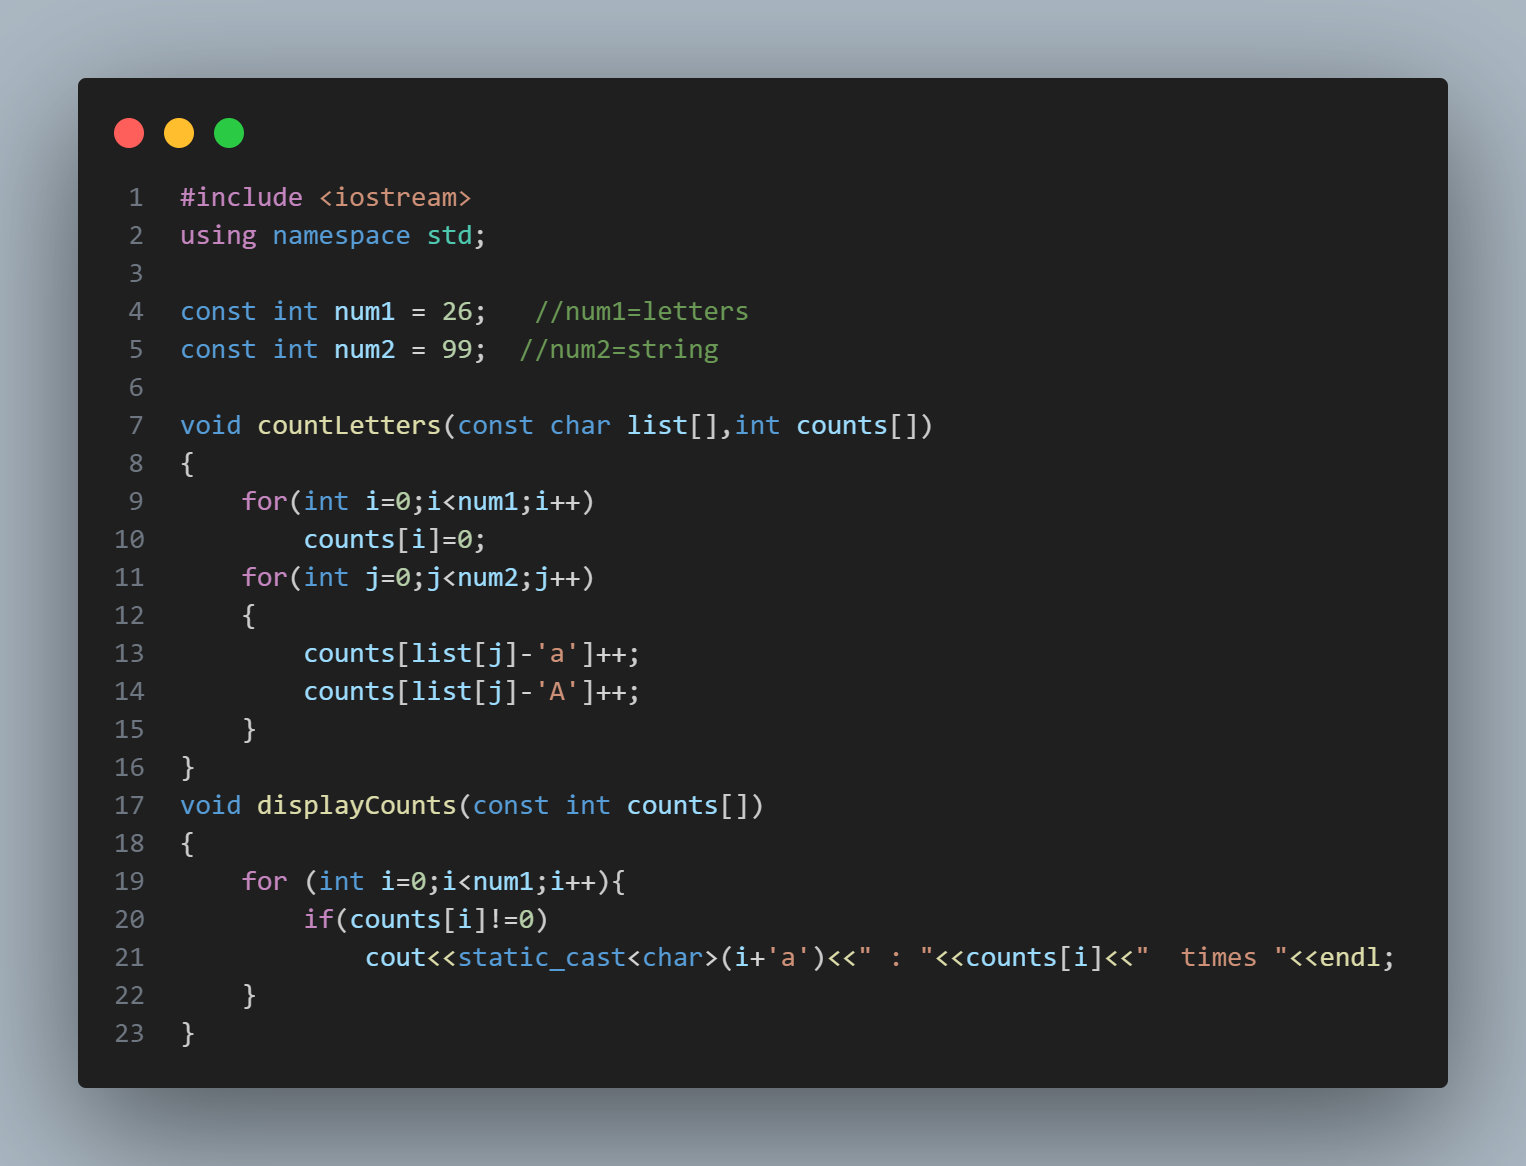 1 #include <iostream>
2 using namespace std;
3
4 const int num1 = 26;   //num1=letters
5 const int num2 = 99;  //num2=string
6
7 void countLetters(const char list[],int counts[])
8 {
9     for(int i=0;i<num1;i++)
10         counts[i]=0;
11     for(int j=0;j<num2;j++)
12     {
13         counts[list[j]-'a']++;
14         counts[list[j]-'A']++;
15     }
16 }
17 void displayCounts(const int counts[])
18 {
19     for (int i=0;i<num1;i++){
20         if(counts[i]!=0)
21             cout<<static_cast<char>(i+'a')<<" : "<<counts[i]<<"  times "<<endl;
22     }
23 }